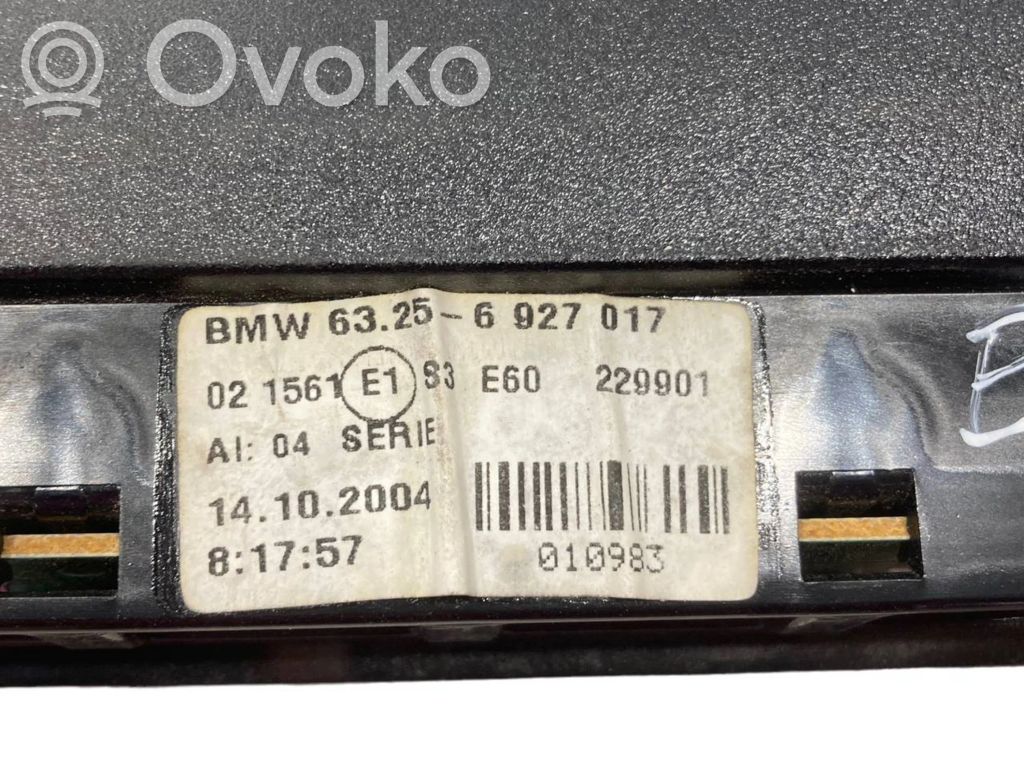 Ovoko
BMW 63.25-6 927 017
02 1561 E1 S3 E60 229901
AI: 04 SERIE
14.10.2004
8:17:57
010983